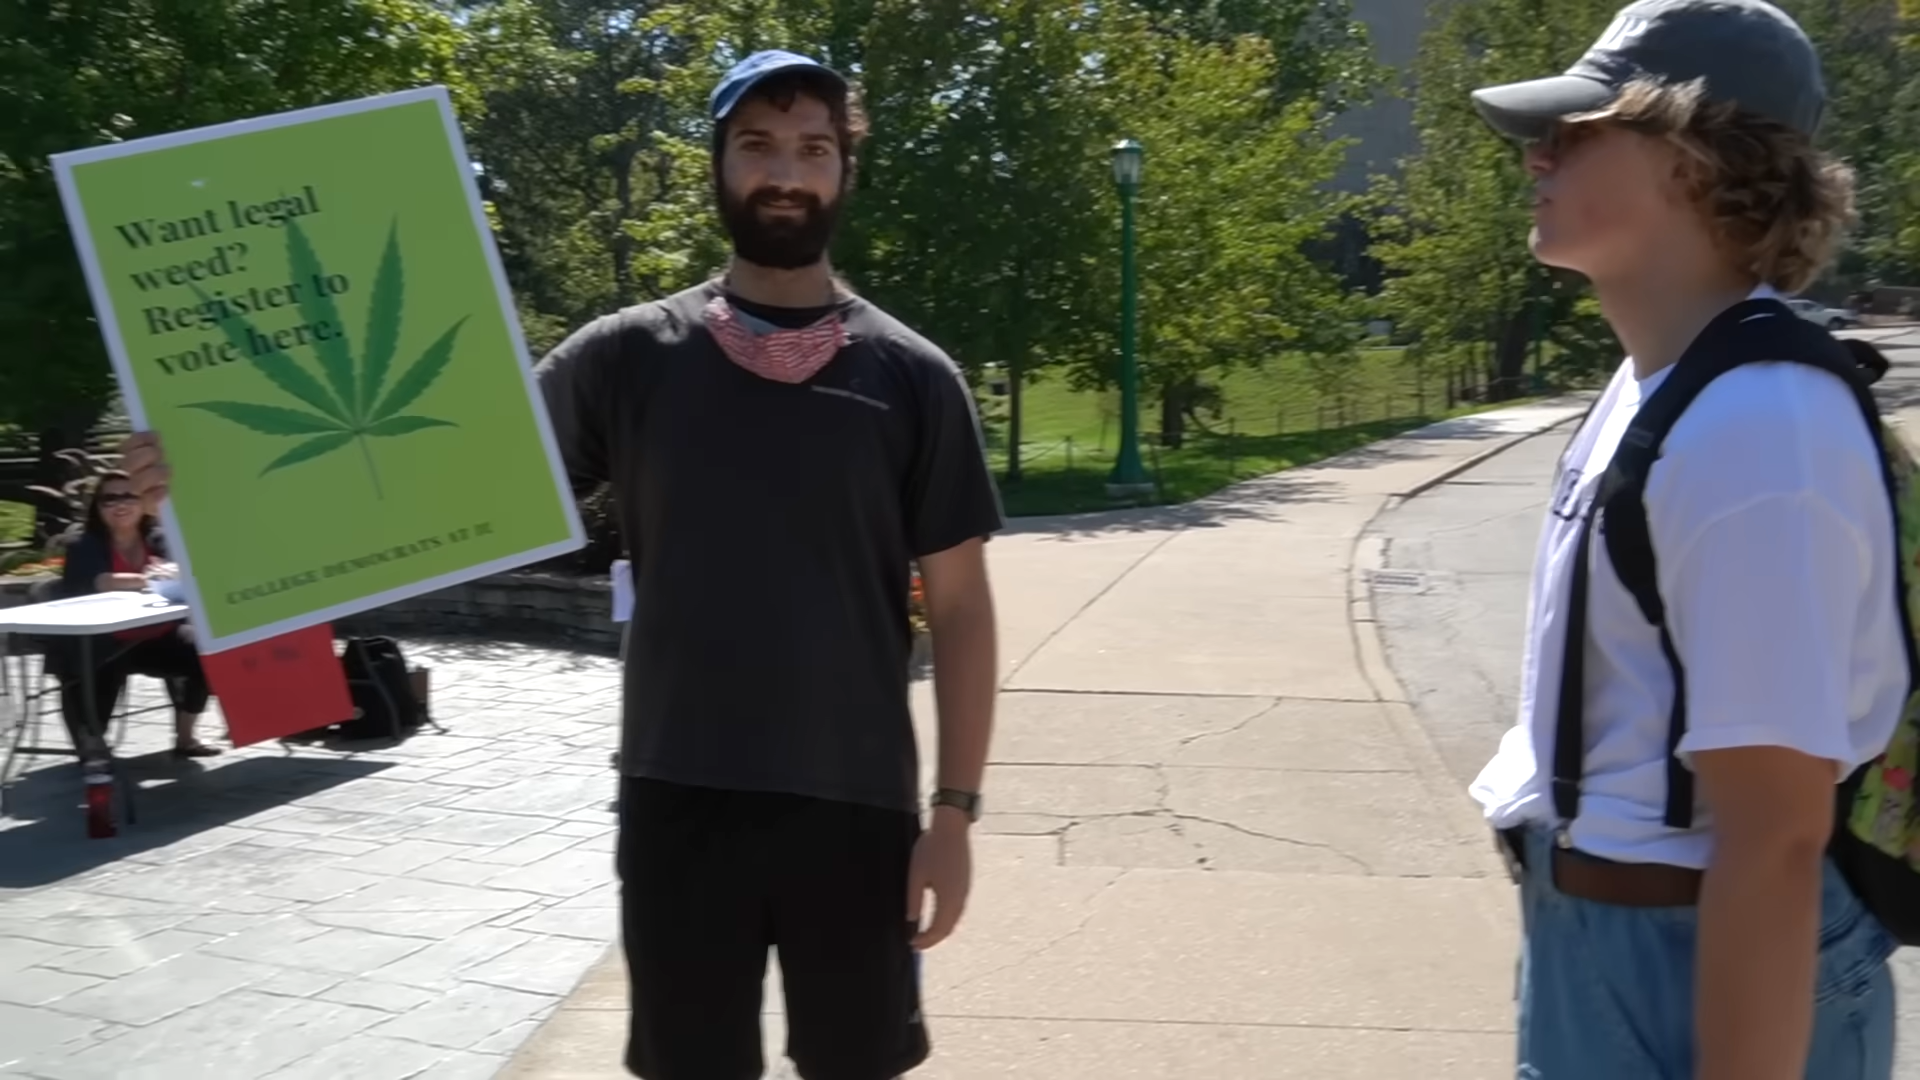 Want legal
weed?
Register to
vote here.
COLLEGE DEMOCRATS AT IU